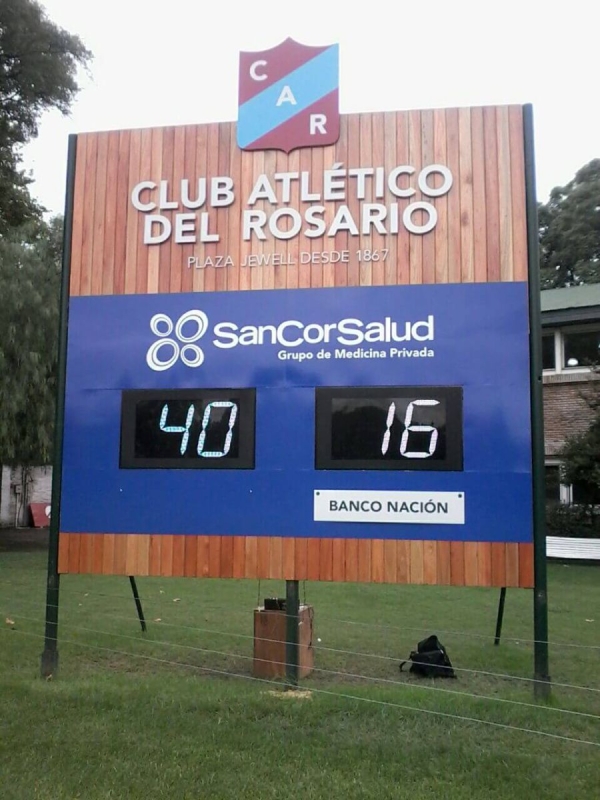 C
A
R
CLUB ATLÉTICO
DEL ROSARIO
PLAZA JEWELL DESDE 1867
SanCorSalud
Grupo de Medicina Privada
40 16
BANCO NACIÓN